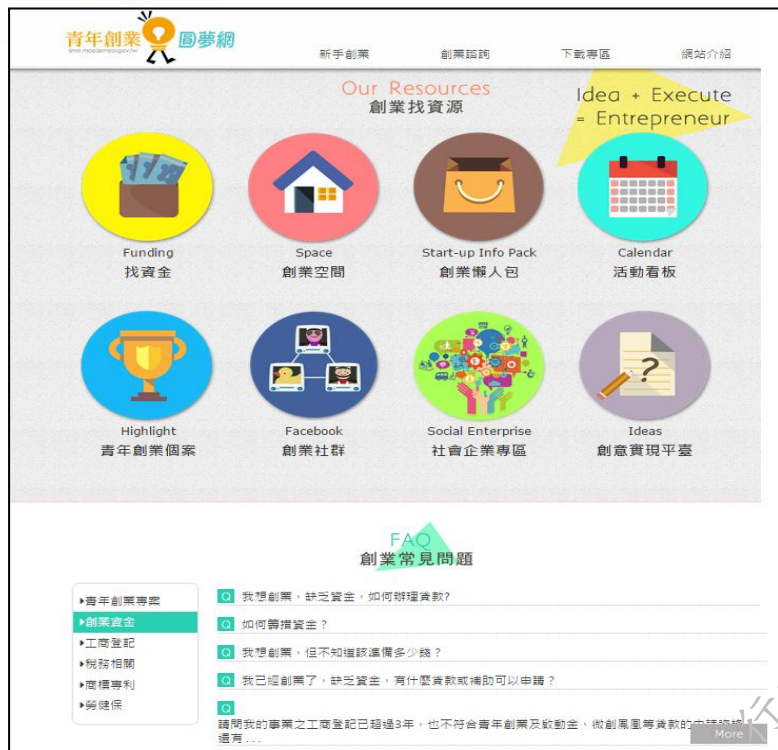 青年創業 圓夢網
sme.moeasmea.gov.tw
新手創業 創業諮詢 下載專區 網站介紹
Our Resources
創業找資源
Idea + Execute
= Entrepreneur
Funding Space Start-up Info Pack Calendar
找資金 創業空間 創業懶人包 活動看板
Highlight Facebook Social Enterprise Ideas
青年創業個案 創業社群 社會企業專區 創意實現平臺
FAQ
創業常見問題
青年創業專案
創業資金
工商登記
稅務相關
商標專利
勞健保
Q 我想創業，缺乏資金，如何辦理貸款?
Q 如何籌措資金？
Q 我想創業，但不知道該準備多少錢？
Q 我已經創業了，缺乏資金，有什麼貸款或補助可以申請？
Q
請問我的事業之工商登記已超過3年，也不符合青年創業及啟動金、微創鳳凰等貸款的申請資格
還有...
More